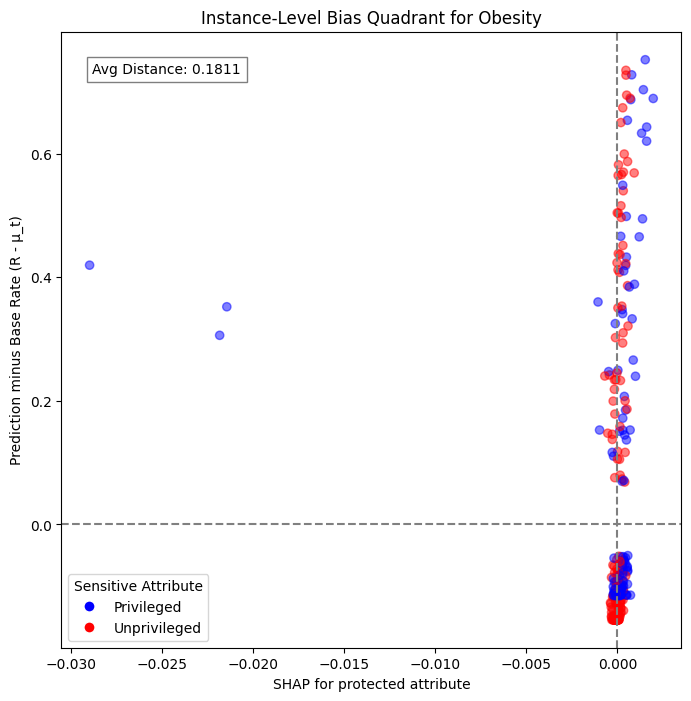 Instance-Level Bias Quadrant for Obesity
Avg Distance: 0.1811
Prediction minus Base Rate (R - μ_t)
0.6
0.4
0.2
0.0
Sensitive Attribute
Privileged
Unprivileged
−0.030
−0.025
−0.020
−0.015
−0.010
−0.005
0.000
SHAP for protected attribute